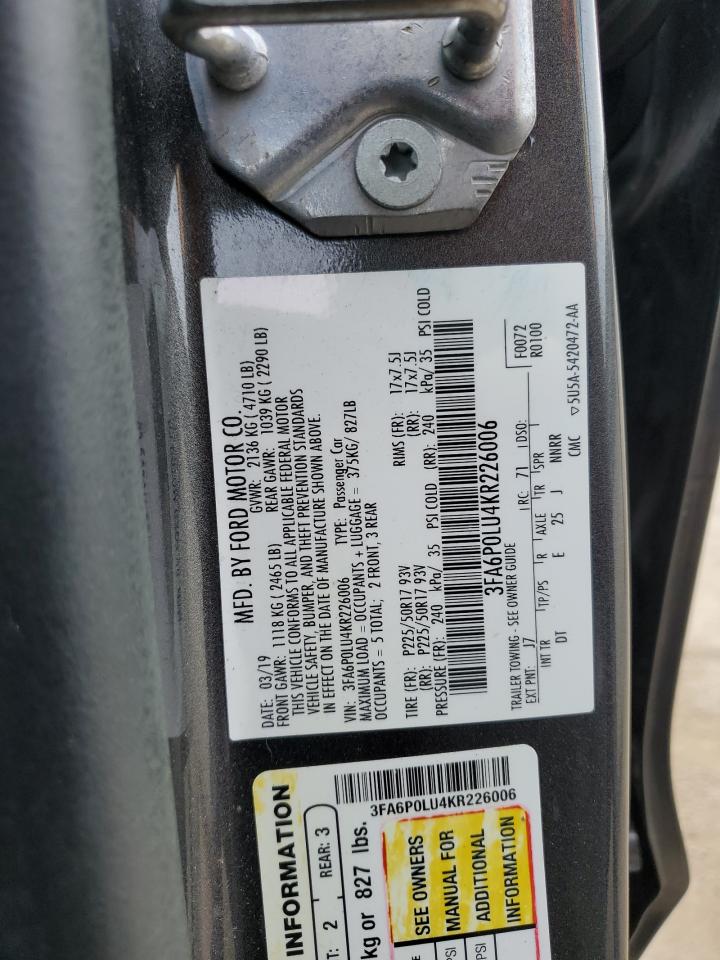 MFD. BY FORD MOTOR CO.
DATE: 03/19 GVWR: 2136 KG ( 4710 LB)
FRONT GAWR: 1118 KG ( 2465 LB) REAR GAWR: 1039 KG ( 2290 LB)
THIS VEHICLE CONFORMS TO ALL APPLICABLE FEDERAL MOTOR
VEHICLE SAFETY, BUMPER, AND THEFT PREVENTION STANDARDS
IN EFFECT ON THE DATE OF MANUFACTURE SHOWN ABOVE.
VIN: 3FA6P0LU4KR226006 TYPE: Passenger Car
MAXIMUM LOAD = OCCUPANTS + LUGGAGE = 375KG/ 827LB
OCCUPANTS = 5 TOTAL; 2 FRONT, 3 REAR
TIRE (FR): P225/50R17 93V RIMS (FR): 17x7.5J
(RR): P225/50R17 93V (RR): 17x7.5J
PRESSURE (FR): 240 kPa/ 35 PSI COLD (RR): 240 kPa/ 35 PSI COLD
3FA6P0LU4KR226006
TRAILER TOWING - SEE OWNER GUIDE F0072
EXT PNT: J7 RC: 71 DSO: R0100
INT TR TP/PS R AXLE TR SPR
DT E 25 J NNRR
CMC ▽5U5A-5420472-AA
3FA6P0LU4KR226006
INFORMATION
T: 2 REAR: 3
kg or 827 lbs.
SEE OWNERS
MANUAL FOR
ADDITIONAL
INFORMATION
PSI
PSI